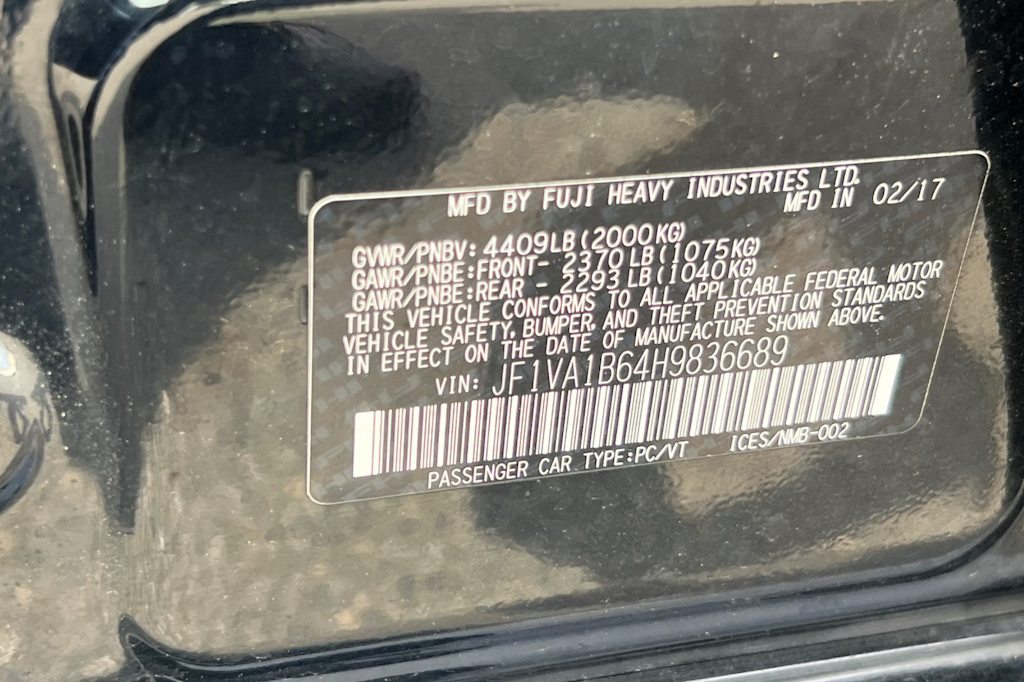 MFD BY FUJI HEAVY INDUSTRIES LTD.
MFD IN 02/17
GVWR/PNBV: 4409LB(2000KG)
GAWR/PNBE:FRONT- 2370LB(1075KG)
GAWR/PNBE:REAR - 2293LB(1040KG)
THIS VEHICLE CONFORMS TO ALL APPLICABLE FEDERAL MOTOR
VEHICLE SAFETY, BUMPER, AND THEFT PREVENTION STANDARDS
IN EFFECT ON THE DATE OF MANUFACTURE SHOWN ABOVE.
VIN: JF1VA1B64H9836689
PASSENGER CAR TYPE:PC/VT ICES/NMB-002